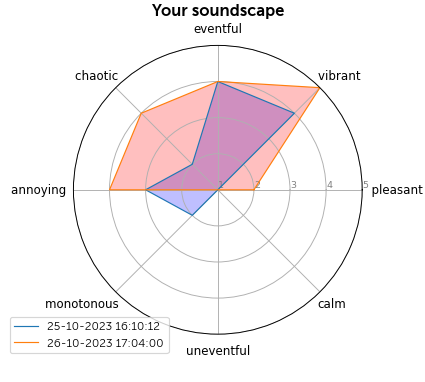 Your soundscape
eventful
chaotic
vibrant
annoying
1 2 3 4 5
pleasant
monotonous
calm
uneventful
25-10-2023 16:10:12
26-10-2023 17:04:00